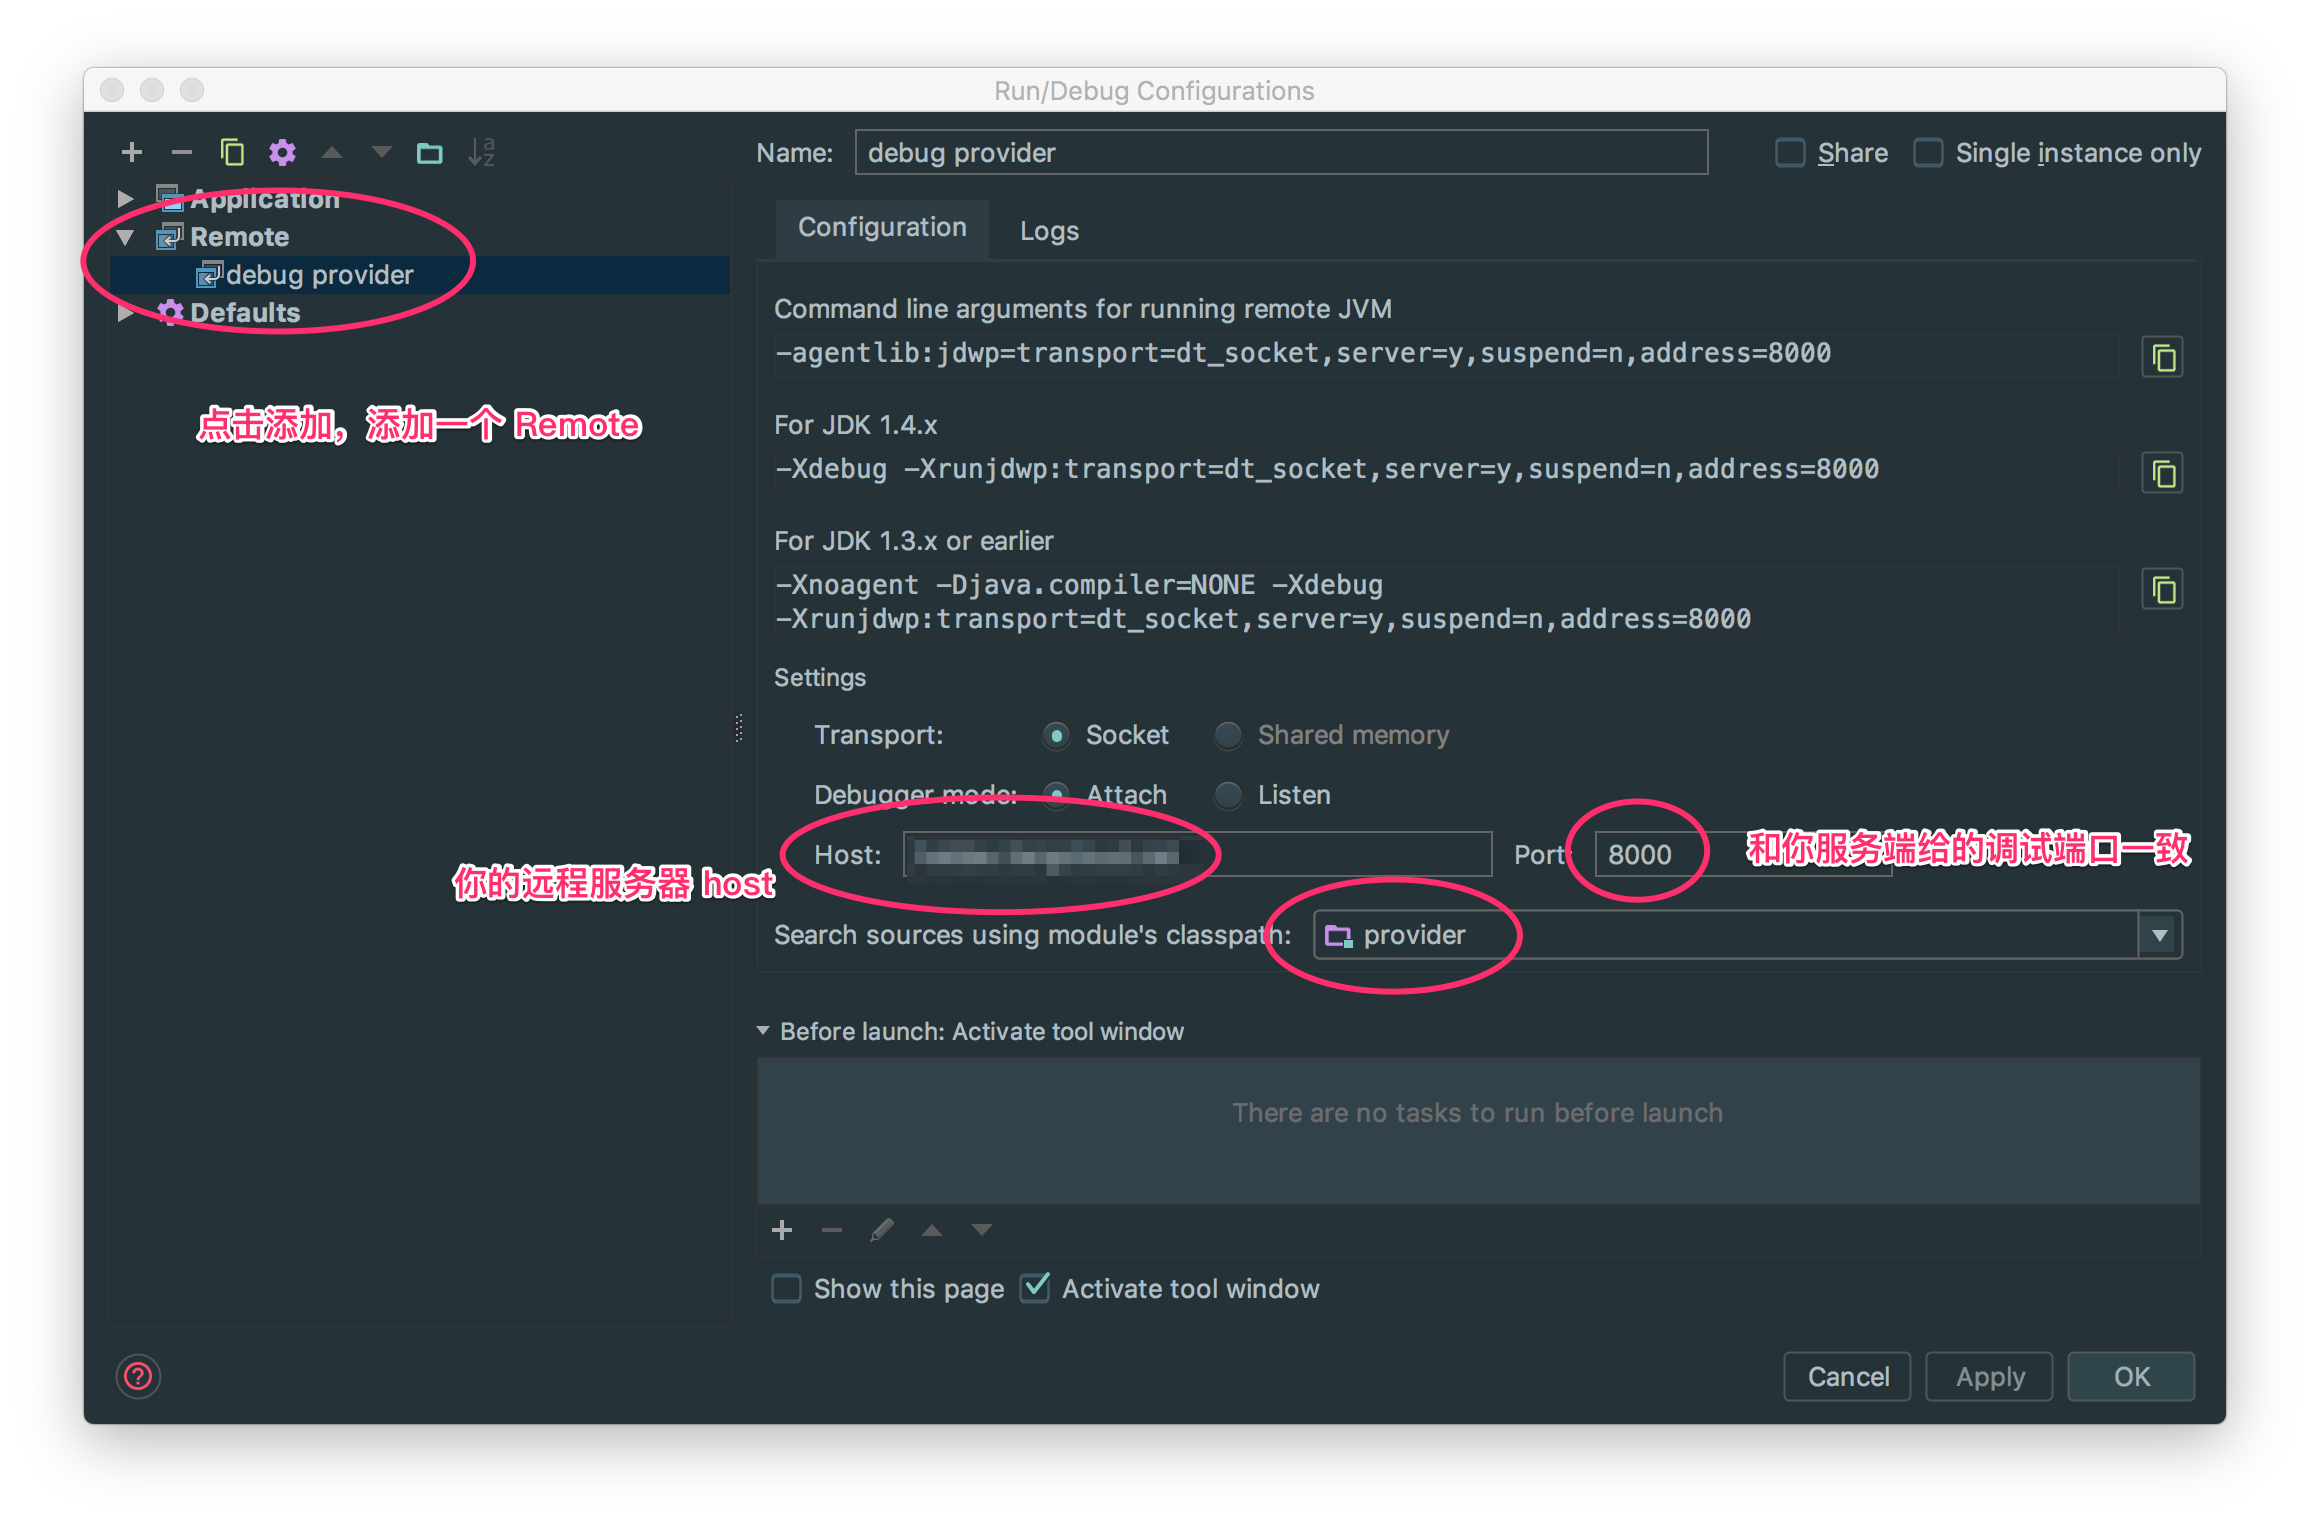 Run/Debug Configurations
Name: debug provider
Share
Single instance only
Application
Remote
debug provider
Defaults
点击添加，添加一个 Remote
Configuration
Logs
Command line arguments for running remote JVM
-agentlib:jdwp=transport=dt_socket,server=y,suspend=n,address=8000
For JDK 1.4.x
-Xdebug -Xrunjdwp:transport=dt_socket,server=y,suspend=n,address=8000
For JDK 1.3.x or earlier
-Xnoagent -Djava.compiler=NONE -Xdebug
-Xrunjdwp:transport=dt_socket,server=y,suspend=n,address=8000
Settings
Transport: Socket Shared memory
Debugger mode: Attach Listen
Host:
Port: 8000
和你服务端给的调试端口一致
你的远程服务器 host
Search sources using module's classpath: provider
Before launch: Activate tool window
There are no tasks to run before launch
Show this page
Activate tool window
Cancel
Apply
OK